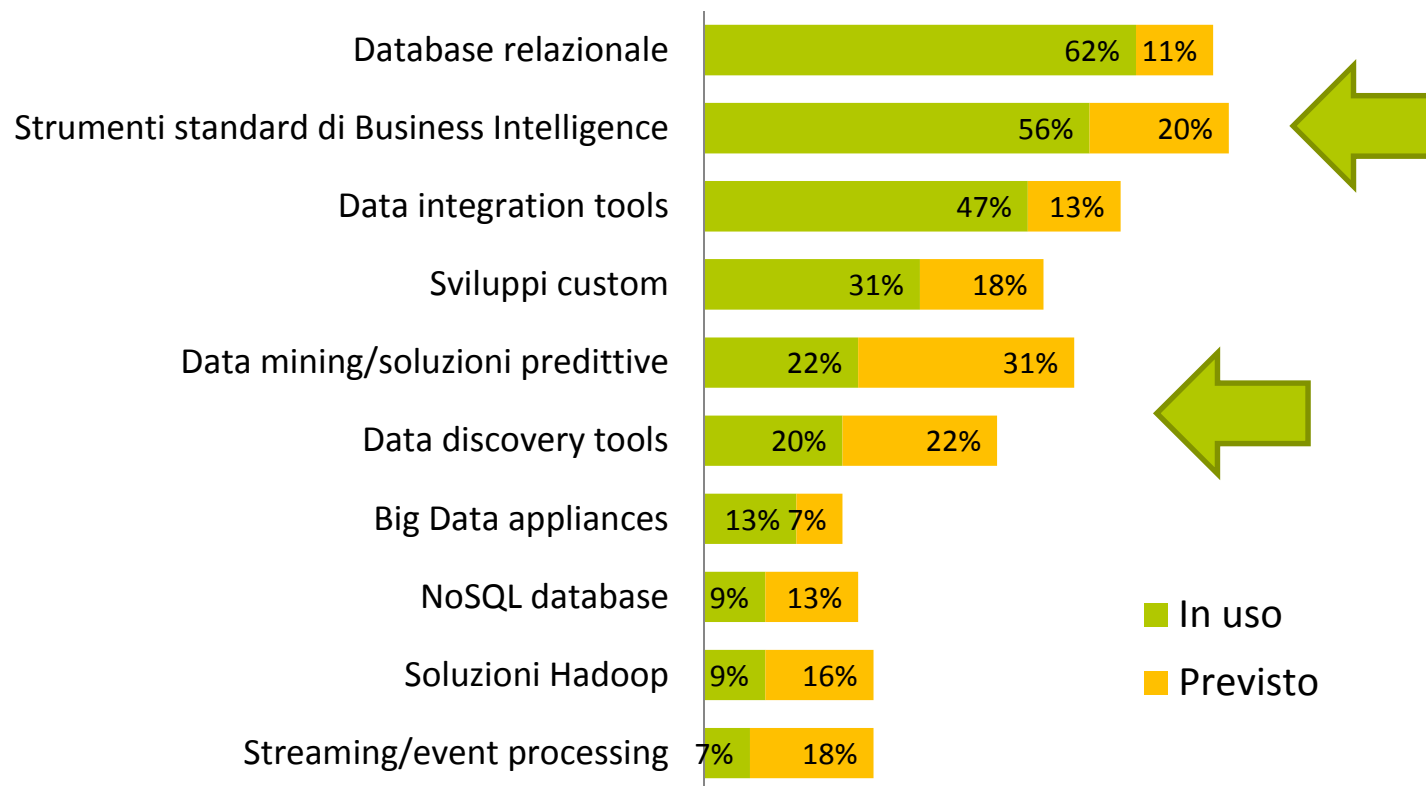 Database relazionale 62% 11%
Strumenti standard di Business Intelligence 56% 20%
Data integration tools 47% 13%
Sviluppi custom 31% 18%
Data mining/soluzioni predittive 22% 31%
Data discovery tools 20% 22%
Big Data appliances 13% 7%
NoSQL database 9% 13%
Soluzioni Hadoop 9% 16%
Streaming/event processing 7% 18%
In uso
Previsto